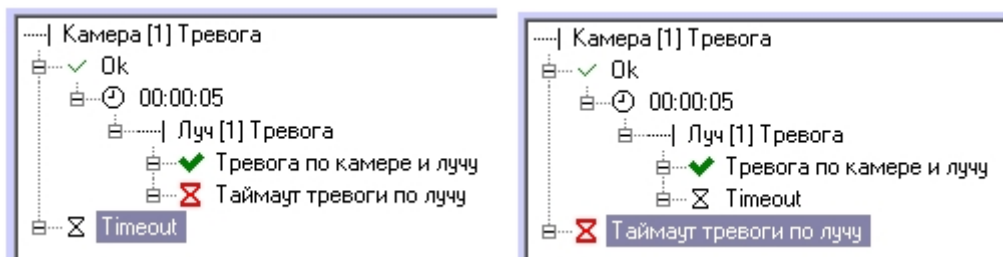 Камера [1] Тревога
Ok
00:00:05
Луч [1] Тревога
Тревога по камере и лучу
Таймаут тревоги по лучу
Timeout
Камера [1] Тревога
Ok
00:00:05
Луч [1] Тревога
Тревога по камере и лучу
Timeout
Таймаут тревоги по лучу